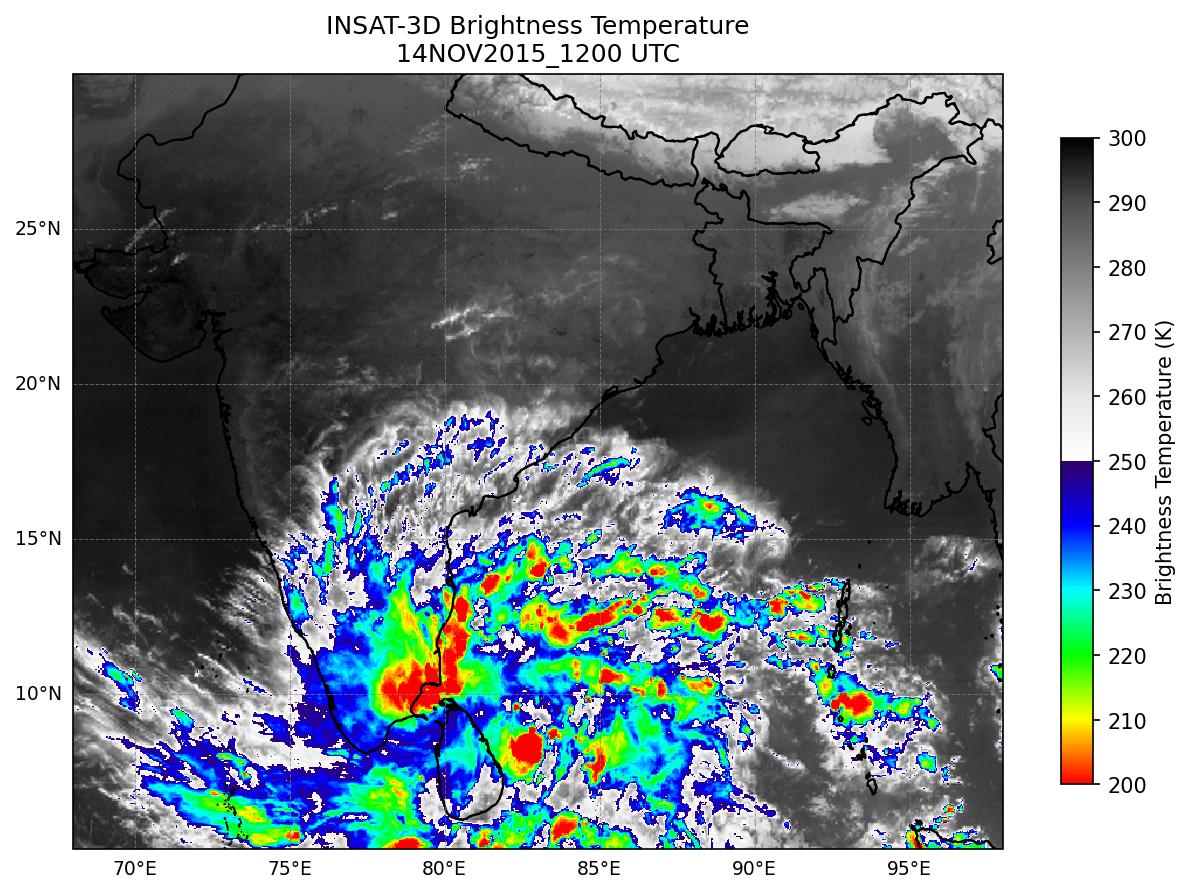 INSAT-3D Brightness Temperature
14NOV2015_1200 UTC
25°N
20°N
15°N
10°N
70°E
75°E
80°E
85°E
90°E
95°E
300
290
280
270
260
250
240
230
220
210
200
Brightness Temperature (K)